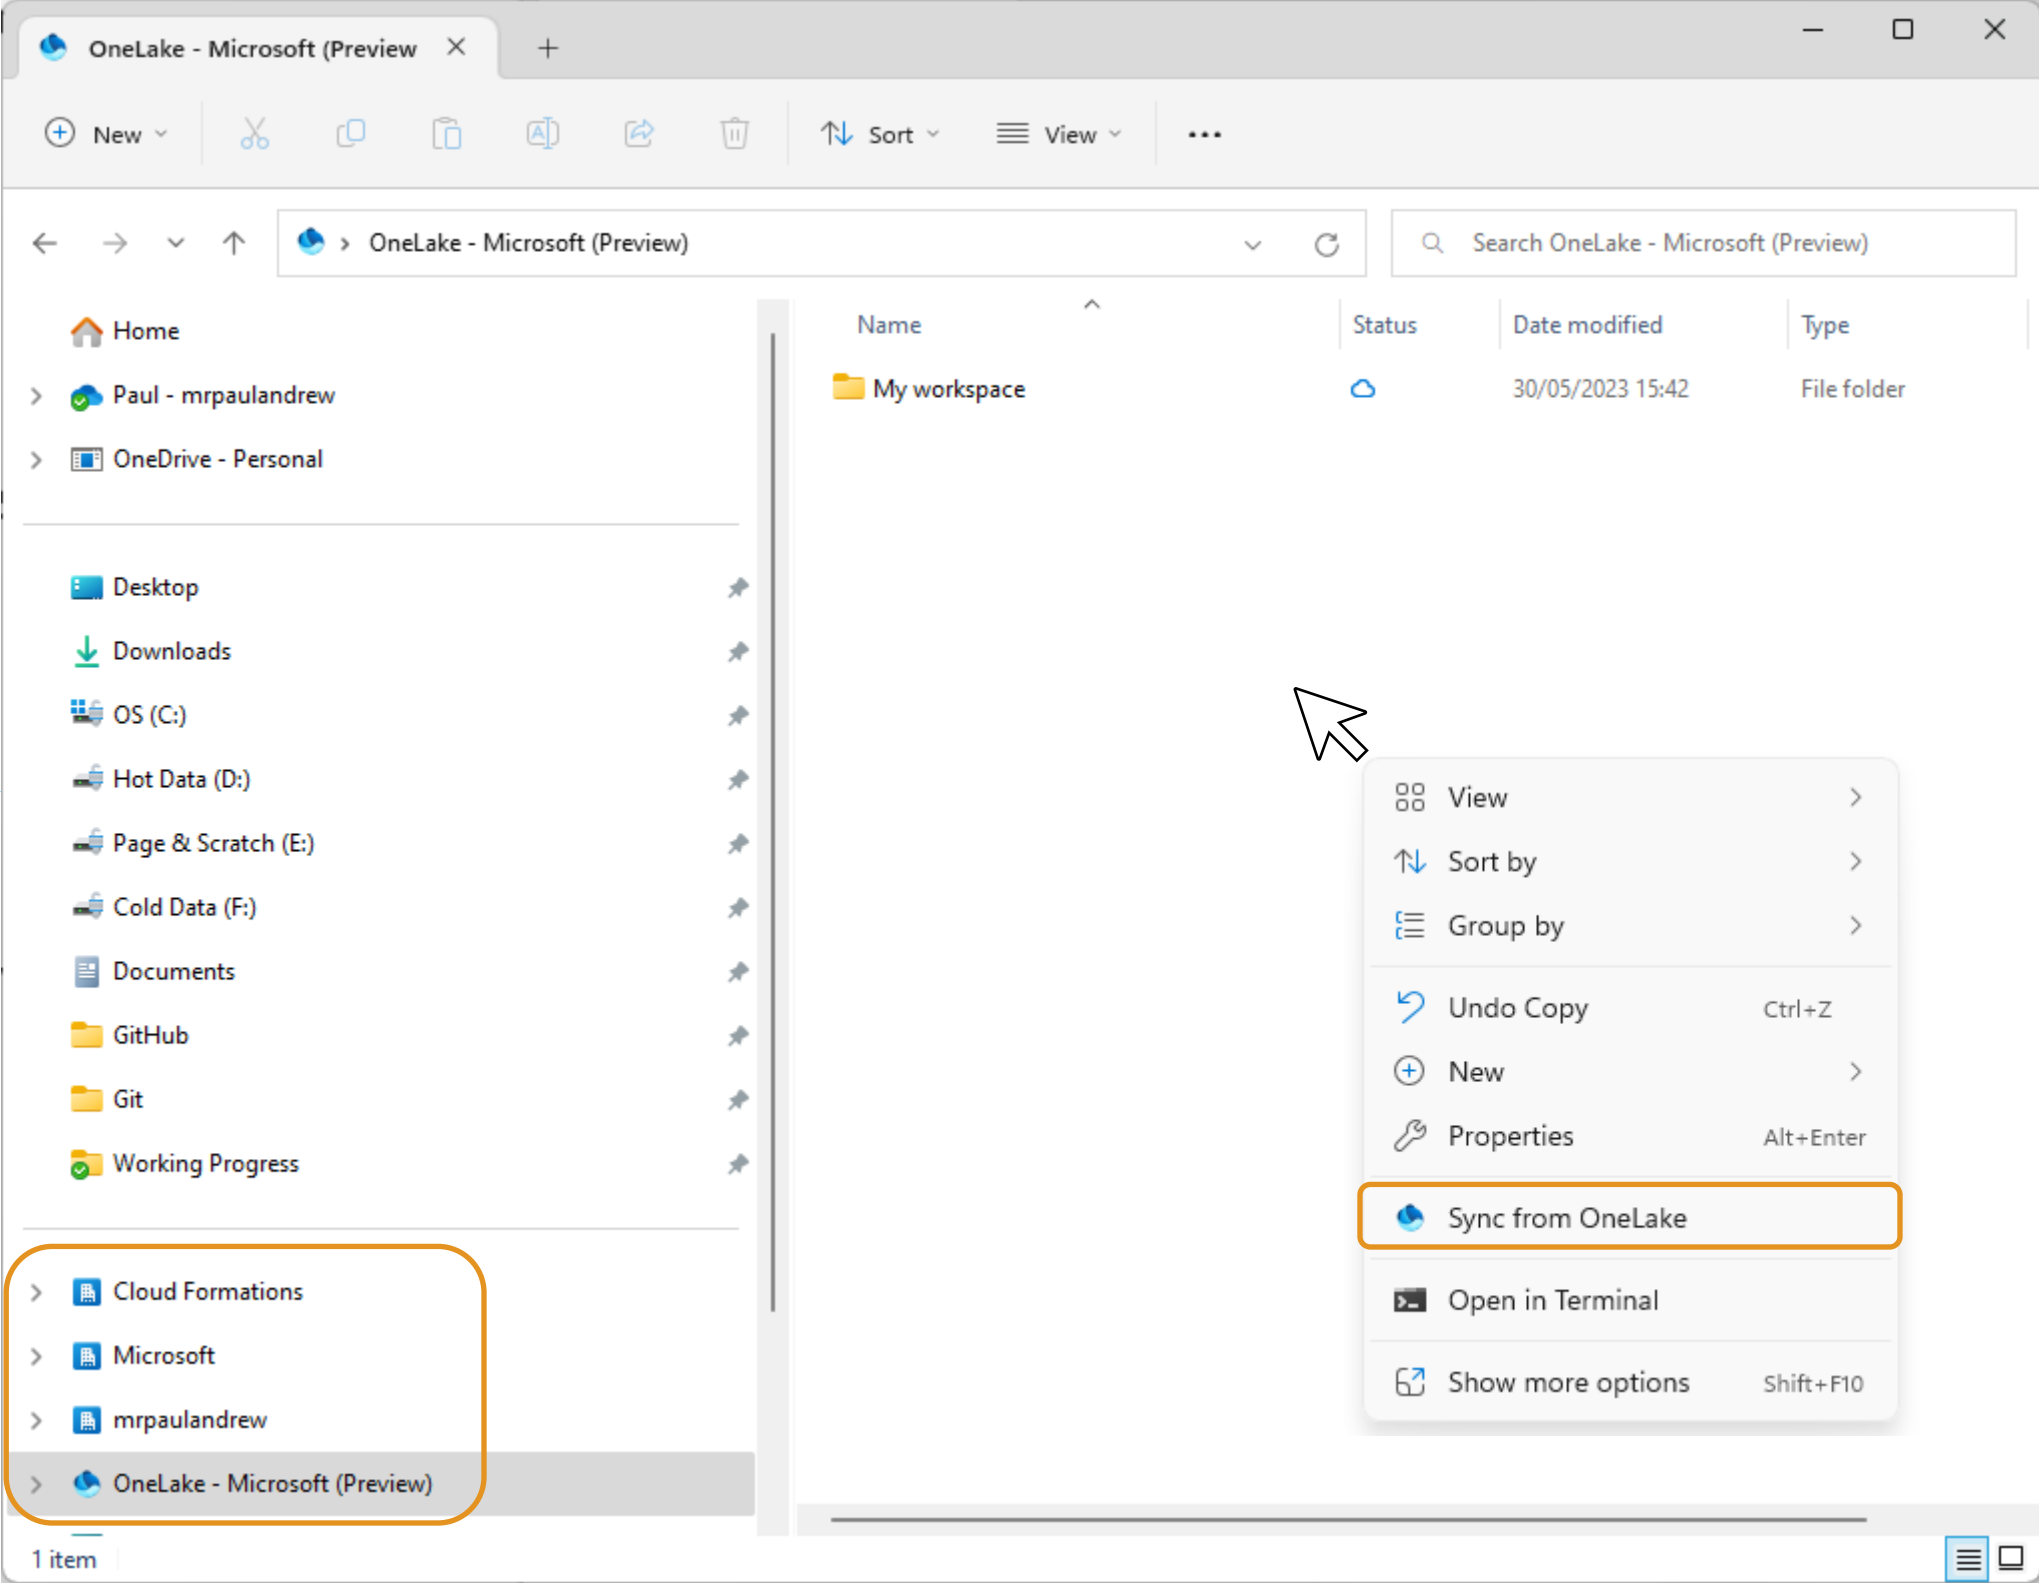 OneLake - Microsoft (Preview
New
Sort
View
OneLake - Microsoft (Preview)
Search OneLake - Microsoft (Preview)
Home
Paul - mrpaulandrew
OneDrive - Personal
Desktop
Downloads
OS (C:)
Hot Data (D:)
Page & Scratch (E:)
Cold Data (F:)
Documents
GitHub
Git
Working Progress
Cloud Formations
Microsoft
mrpaulandrew
OneLake - Microsoft (Preview)
Name Status Date modified Type
My workspace 30/05/2023 15:42 File folder
View
Sort by
Group by
Undo Copy Ctrl+Z
New
Properties Alt+Enter
Sync from OneLake
Open in Terminal
Show more options Shift+F10
1 item